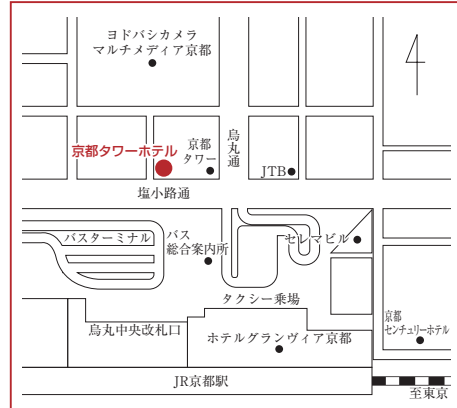 ヨドバシカメラ
マルチメディア京都
京都タワーホテル
京都
タワー
烏丸通
JTB
塩小路通
バスターミナル
バス
総合案内所
セレマビル
タクシー乗場
烏丸中央改札口
ホテルグランヴィア京都
京都
センチュリーホテル
JR京都駅
至東京